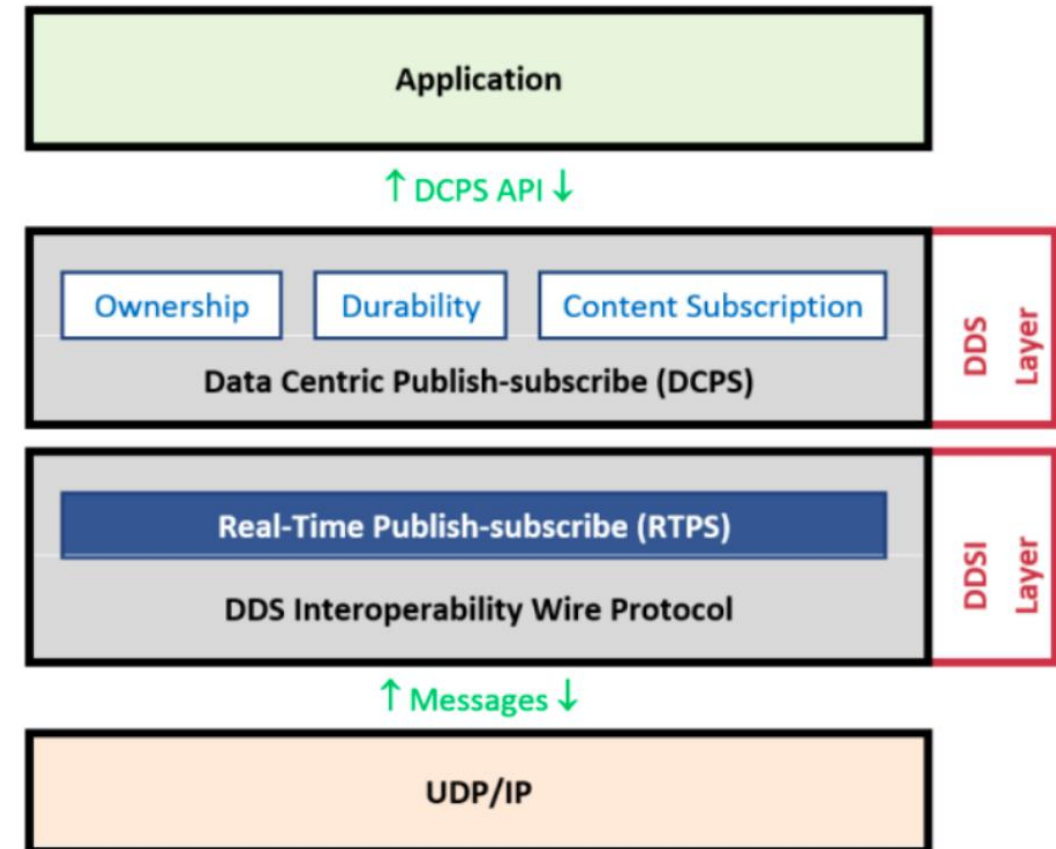 Application
↑ DCPS API ↓
Ownership Durability Content Subscription
Data Centric Publish-subscribe (DCPS)
DDS
Layer
Real-Time Publish-subscribe (RTPS)
DDS Interoperability Wire Protocol
DDSI
Layer
↑ Messages ↓
UDP/IP